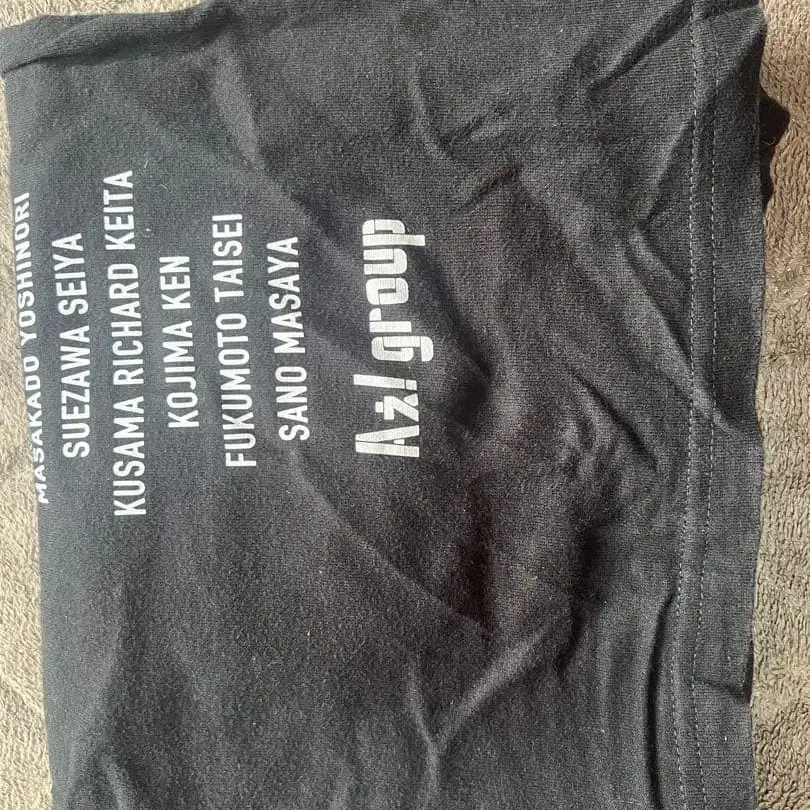 MASAKADO YOSHINORI
SUEZAWA SEIYA
KUSAMA RICHARD KEITA
KOJIMA KEN
FUKUMOTO TAISEI
SANO MASAYA
Aぇ! group